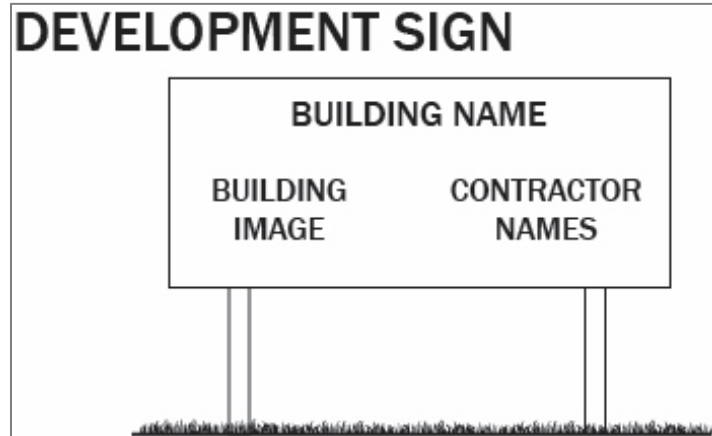 DEVELOPMENT SIGN
BUILDING NAME
BUILDING
IMAGE
CONTRACTOR
NAMES